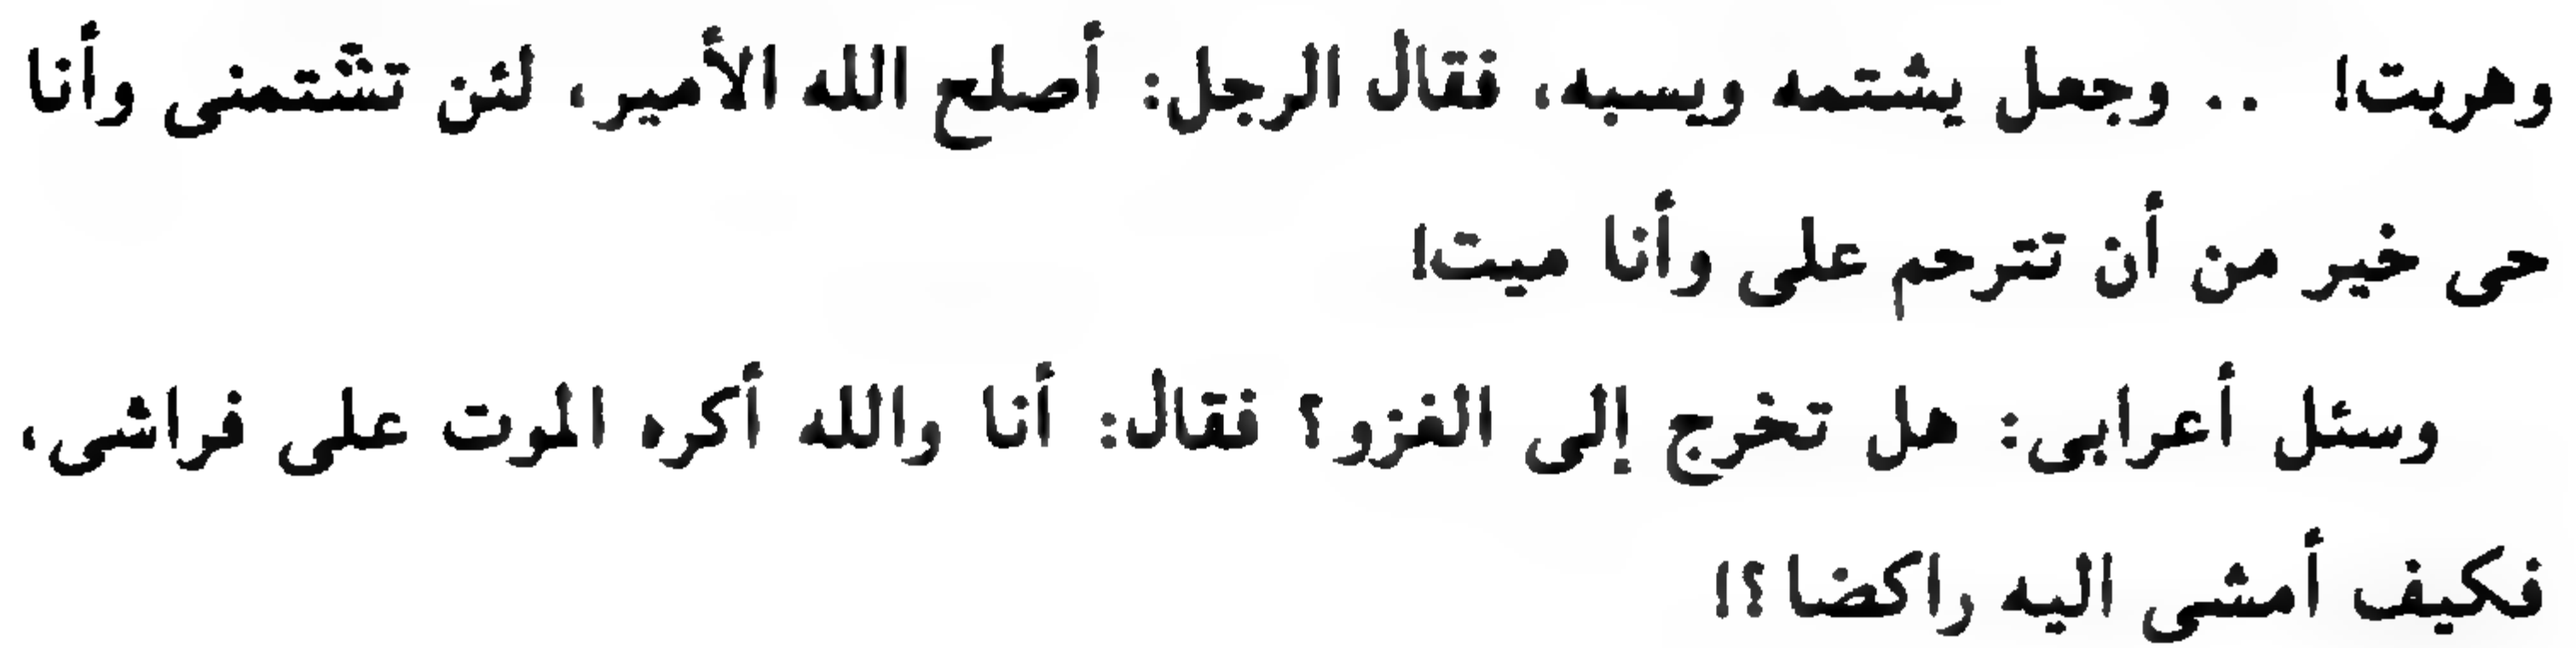 وهربت! .. وجعل يشتمه ويسبه، فقال الرجل: أصلح الله الأمير، لئن تشتمنى وأنا
حى خير من أن تترحم على وأنا ميت!
وسئل أعرابى: هل تخرج إلى الغزو؟ فقال: أنا والله أكره الموت على فراشى،
فكيف أمشى اليه راكضا؟!